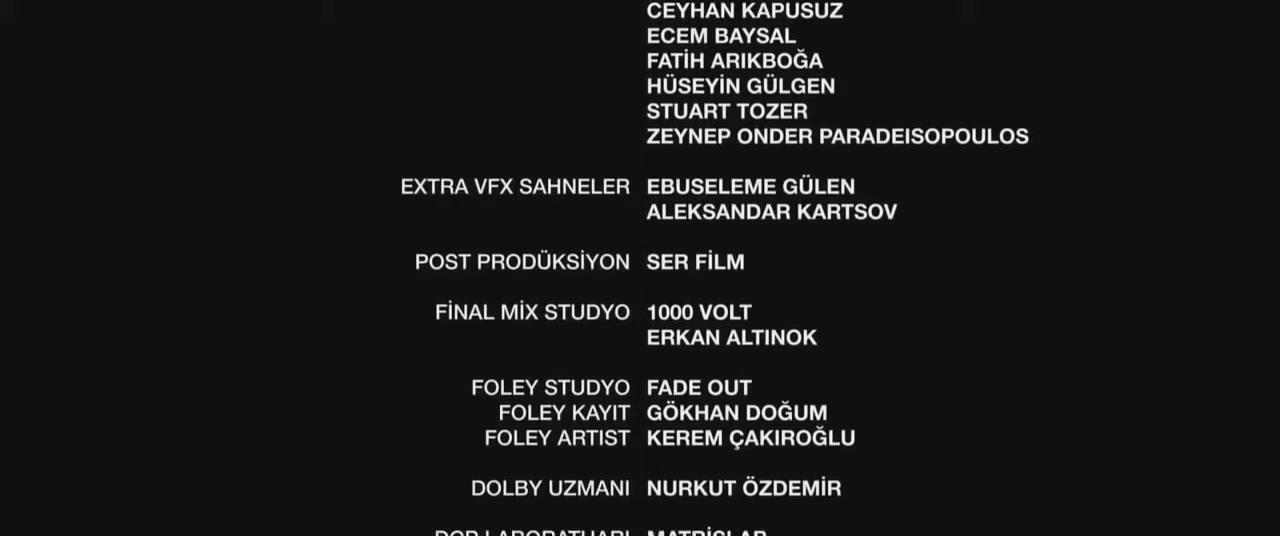 CEYHAN KAPUSUZ
ECEM BAYSAL
FATİH ARIKBOĞA
HÜSEYİN GÜLGEN
STUART TOZER
ZEYNEP ONDER PARADEISOPOULOS
EXTRA VFX SAHNELER EBUSELEME GÜLEN
ALEKSANDAR KARTSOV
POST PRODÜKSİYON SER FİLM
FİNAL MİX STUDYO 1000 VOLT
ERKAN ALTINOK
FOLEY STUDYO FADE OUT
FOLEY KAYIT GÖKHAN DOĞUM
FOLEY ARTIST KEREM ÇAKIROĞLU
DOLBY UZMANI NURKUT ÖZDEMİR